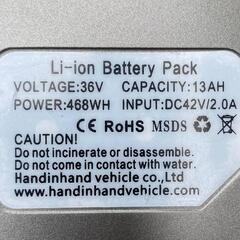 Li-ion Battery Pack
VOLTAGE:36V CAPACITY:13AH
POWER:468WH INPUT:DC42V/2.0A
CE RoHS MSDS
CAUTION!
Do not incinerate or disassemble.
Do not come in contact with water.
Handinhand vehicle Co., Ltd.
www.handinhandvehicle.com